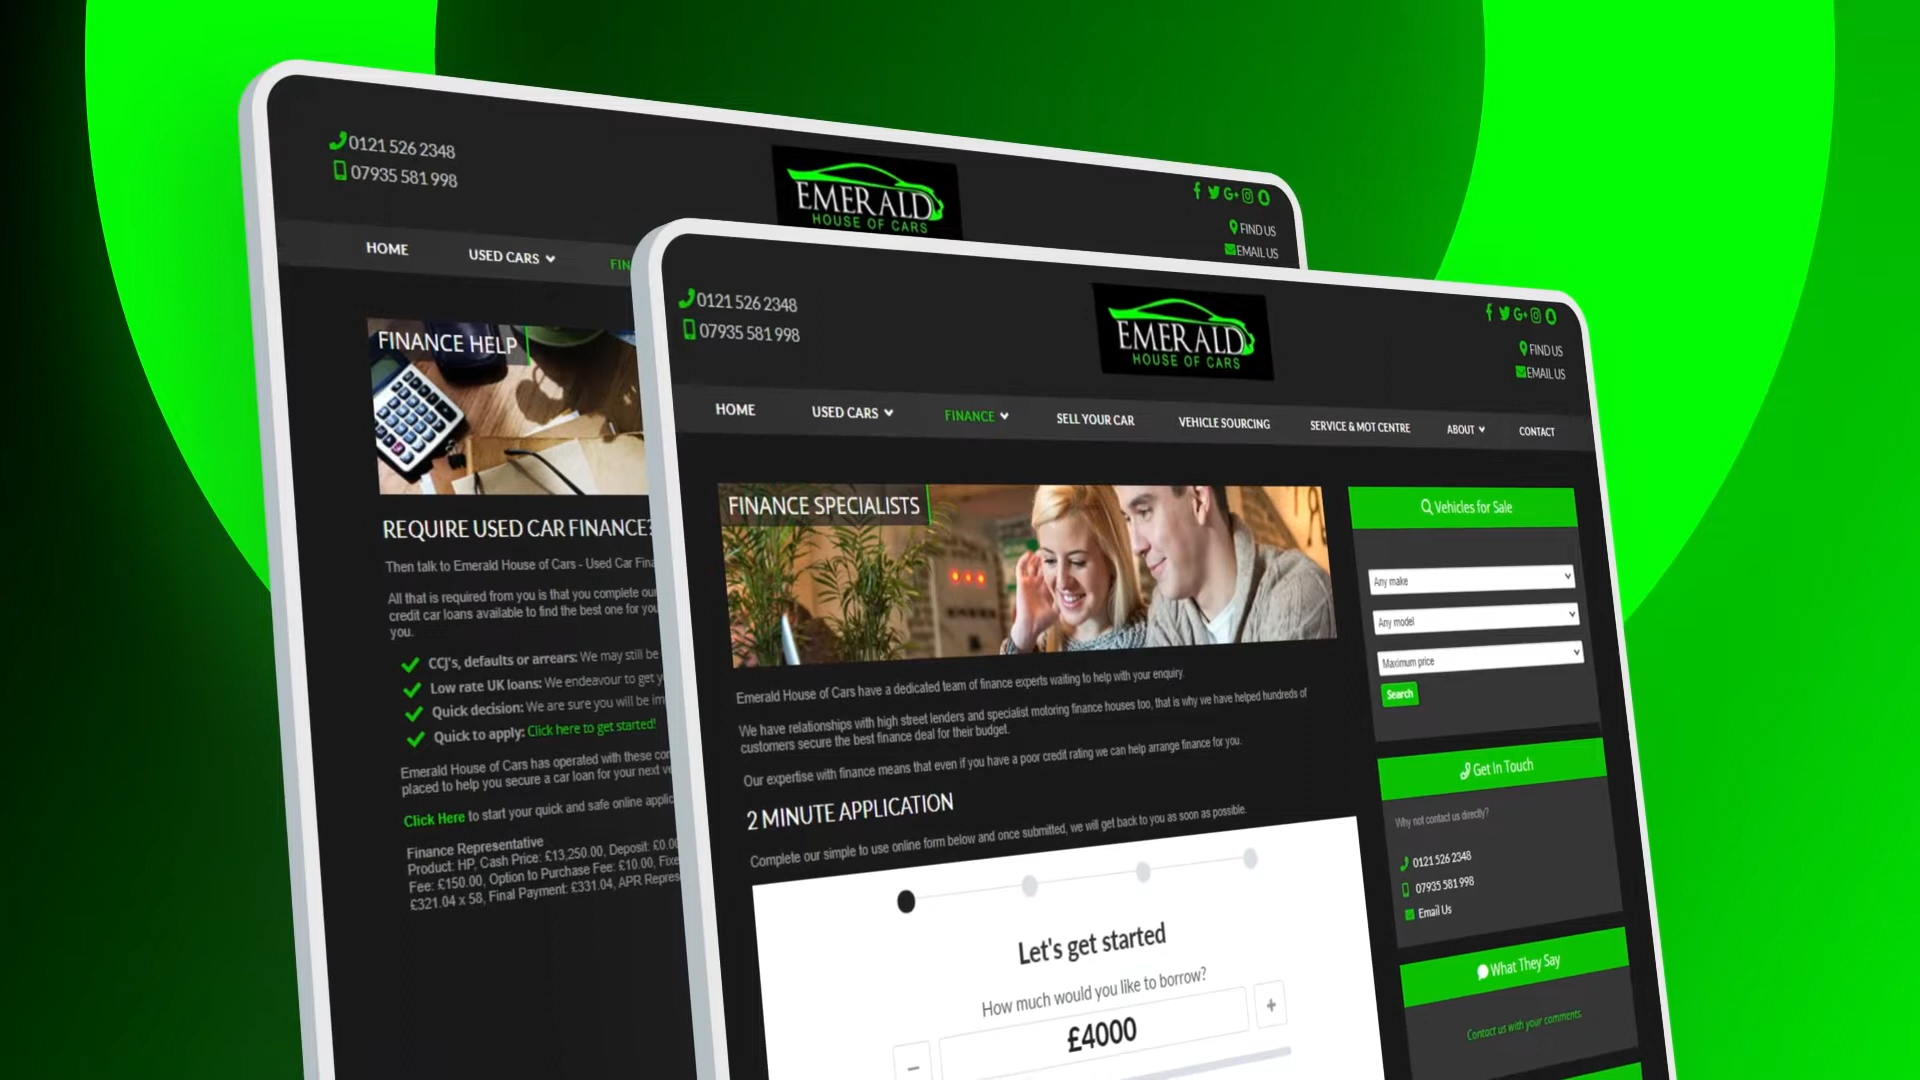 0121 526 2348
07935 581 998
EMERALD
HOUSE OF CARS
FIND US
EMAIL US
HOME
USED CARS
FIN
FINANCE HELP
REQUIRE USED CAR FINANCE?
Then talk to Emerald House of Cars - Used Car Fina
All that is required from you is that you complete our
credit car loans available to find the best one for you
you.
CCJ's, defaults or arrears: We may still be
Low rate UK loans: We endeavour to get y
Quick decision: We are sure you will be im
Quick to apply: Click here to get started!
Emerald House of Cars has operated with these con
placed to help you secure a car loan for your next ve
Click Here to start your quick and safe online applic
Finance Representative
Product: HP, Cash Price: £13,250.00, Deposit: £0.00
Fee: £150.00, Option to Purchase Fee: £10.00, Fixe
£321.04 x 58, Final Payment: £331.04, APR Repres
0121 526 2348
07935 581 998
EMERALD
HOUSE OF CARS
FIND US
EMAIL US
HOME
USED CARS
FINANCE
SELL YOUR CAR
VEHICLE SOURCING
SERVICE & MOT CENTRE
ABOUT
CONTACT
FINANCE SPECIALISTS
Emerald House of Cars have a dedicated team of finance experts waiting to help with your enquiry.
We have relationships with high street lenders and specialist motoring finance houses too, that is why we have helped hundreds of
customers secure the best finance deal for their budget.
Our expertise with finance means that even if you have a poor credit rating we can help arrange finance for you.
2 MINUTE APPLICATION
Complete our simple to use online form below and once submitted, we will get back to you as soon as possible.
Let's get started
How much would you like to borrow?
£4000
Vehicles for Sale
Any make
Any model
Maximum price
Search
Get In Touch
Why not contact us directly?
0121 526 2348
07935 581 998
Email Us
What They Say
Contact us with your comments.